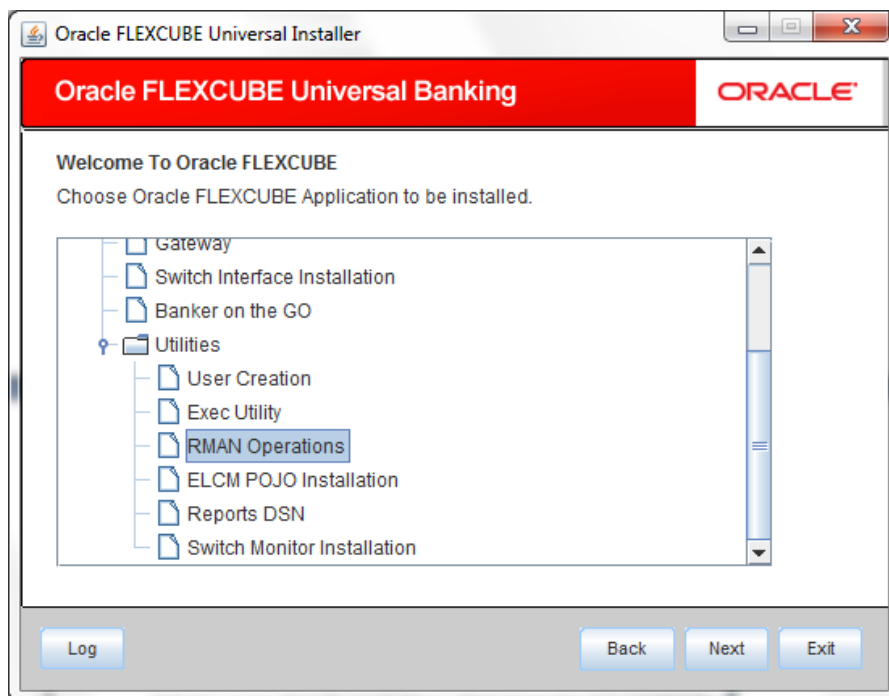 Oracle FLEXCUBE Universal Installer
Oracle FLEXCUBE Universal Banking
ORACLE
Welcome To Oracle FLEXCUBE
Choose Oracle FLEXCUBE Application to be installed.
Gateway
Switch Interface Installation
Banker on the GO
Utilities
User Creation
Exec Utility
RMAN Operations
ELCM POJO Installation
Reports DSN
Switch Monitor Installation
Log
Back
Next
Exit